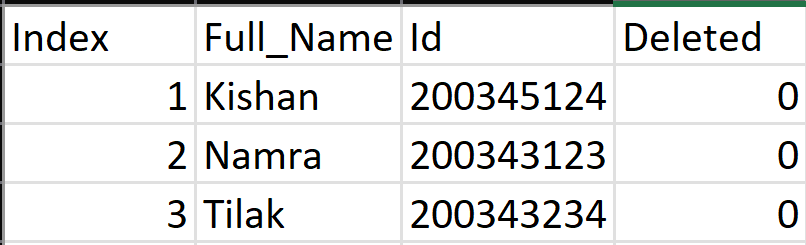 Index Full_Name Id Deleted
1 Kishan 200345124 0
2 Namra 200343123 0
3 Tilak 200343234 0